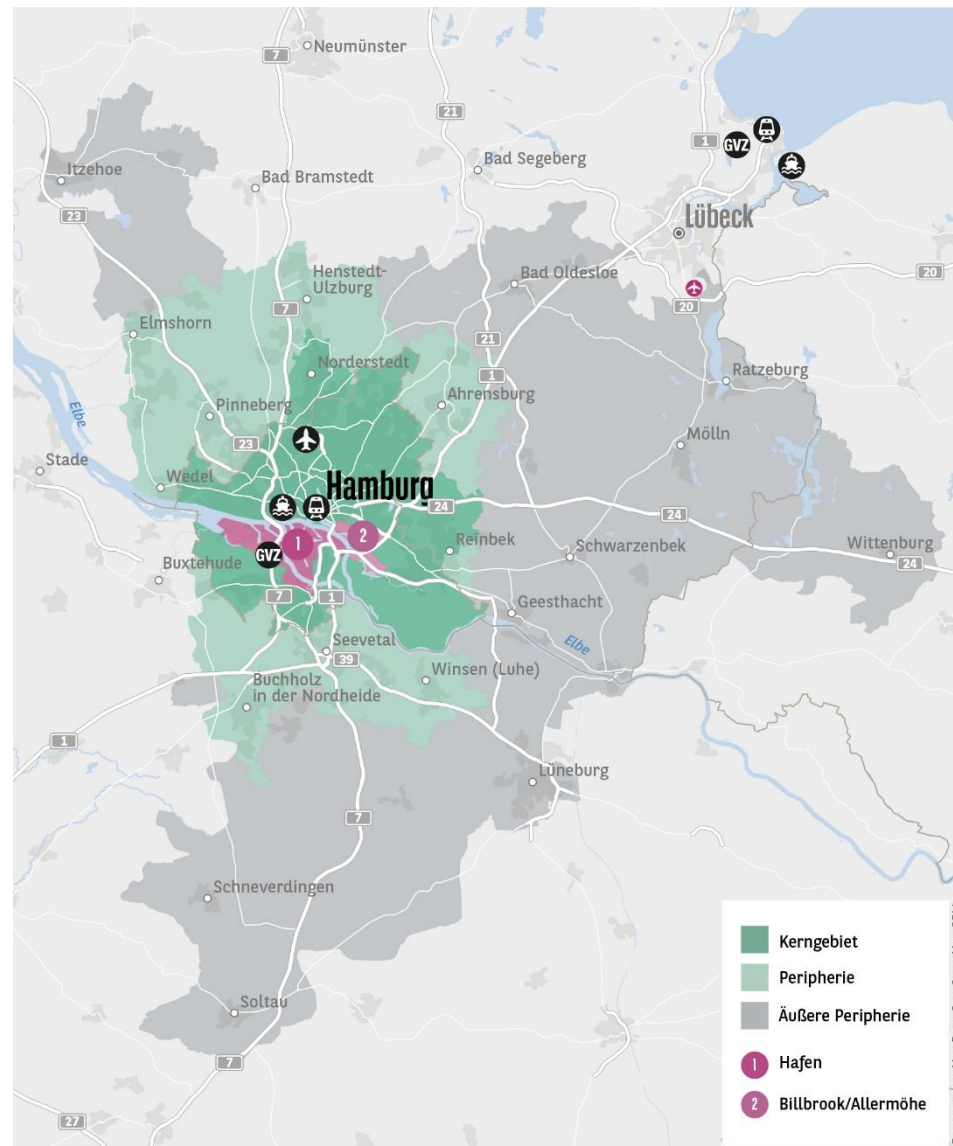 7
Neumünster
21
1
GVZ
Itzehoe
Bad Segeberg
Bad Bramstedt
23
Lübeck
20
Henstedt-
Ulzburg
Bad Oldesloe
20
7
Elmshorn
21
Norderstedt
1
Ratzeburg
Elbe
Pinneberg
Ahrensburg
23
Mölln
Stade
Wedel
Hamburg
24
24
1
2
GVZ
Reinbek
Schwarzenbek
Wittenburg
24
Buxtehude
7
1
Geesthacht
Elbe
Seevetal
39
Winsen (Luhe)
Buchholz
in der Nordheide
1
Lüneburg
7
Schneverdingen
Soltau
7
27
Kerngebiet
Peripherie
Äußere Peripherie
1 Hafen
2 Billbrook/Allermöhe